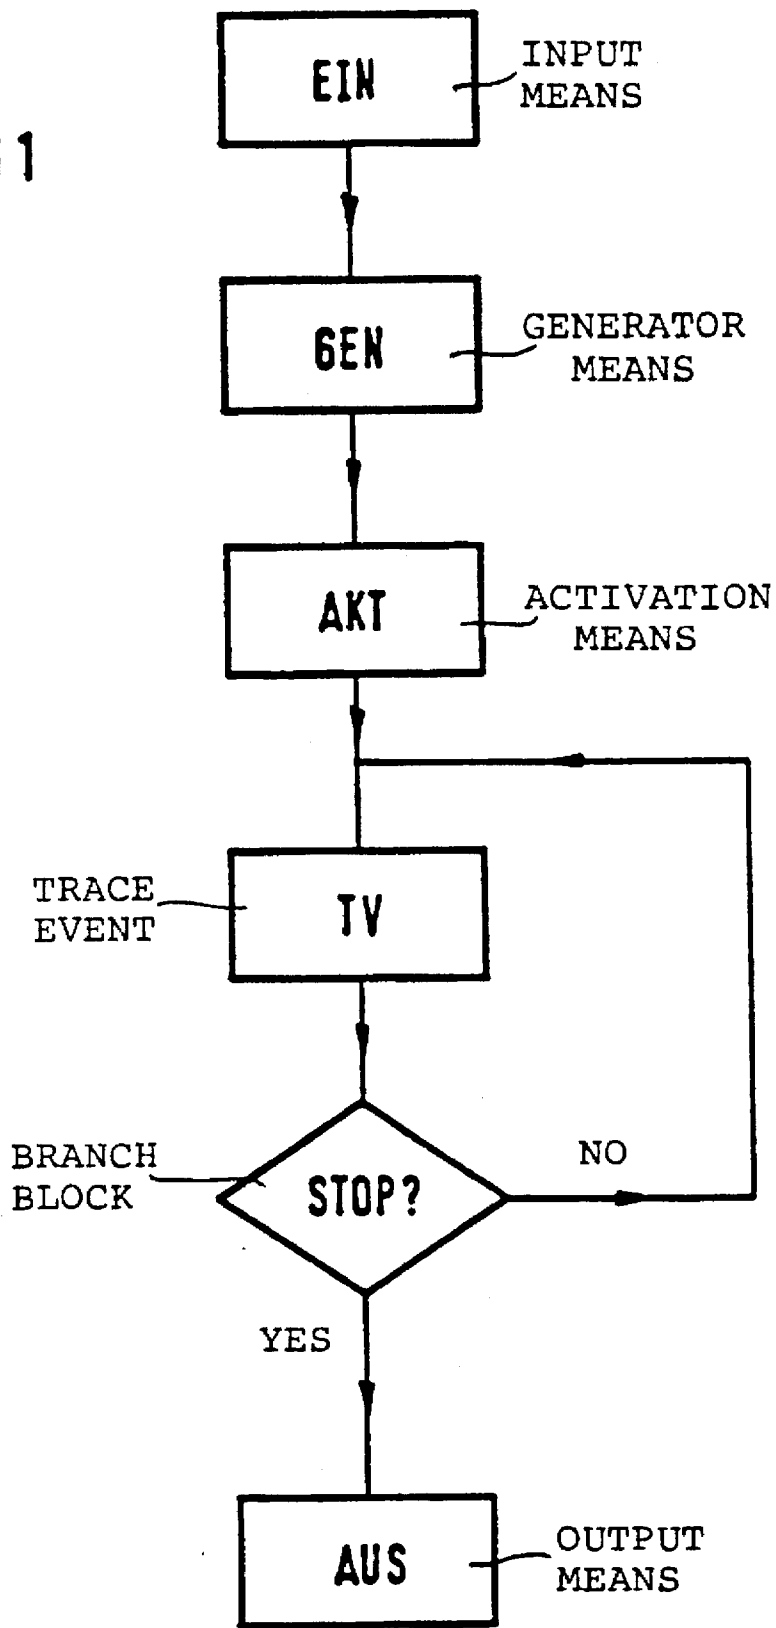 EIN
INPUT
MEANS
1
GEN
GENERATOR
MEANS
AKT
ACTIVATION
MEANS
TRACE
EVENT
TV
BRANCH
BLOCK
STOP?
NO
YES
AUS
OUTPUT
MEANS